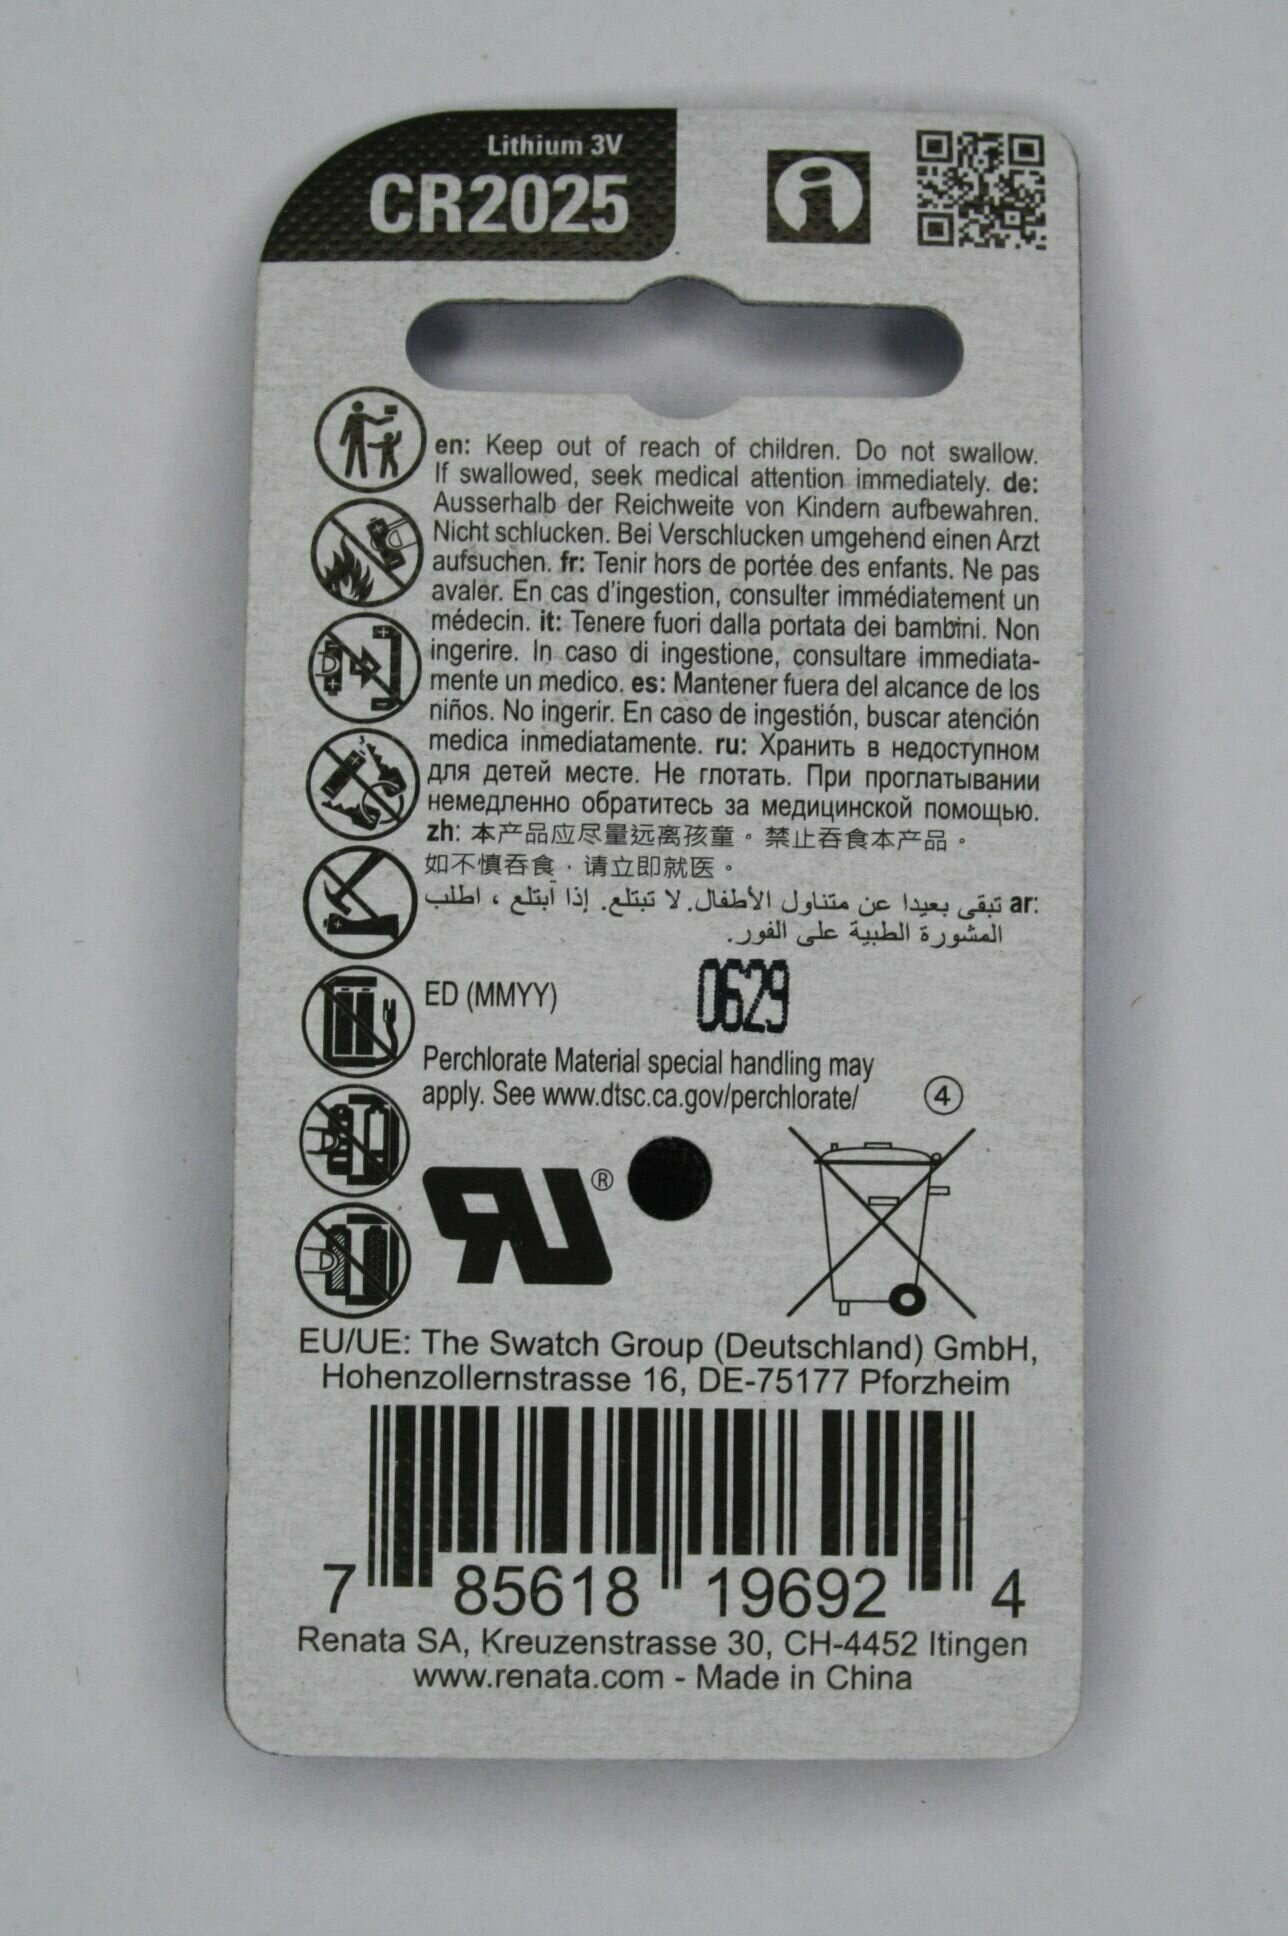 Lithium 3V
CR2025
en: Keep out of reach of children. Do not swallow.
If swallowed, seek medical attention immediately. de:
Ausserhalb der Reichweite von Kindern aufbewahren.
Nicht schlucken. Bei Verschlucken umgehend einen Arzt
aufsuchen. fr: Tenir hors de portée des enfants. Ne pas
avaler. En cas d'ingestion, consulter immédiatement un
médecin. it: Tenere fuori dalla portata dei bambini. Non
ingerire. In caso di ingestione, consultare immediata-
mente un medico. es: Mantener fuera del alcance de los
niños. No ingerir. En caso de ingestión, buscar atención
medica inmediatamente. ru: Хранить в недоступном
для детей месте. Не глотать. При проглатывании
немедленно обратитесь за медицинской помощью.
zh: 本产品应尽量远离孩童。禁止吞食本产品。
如不慎吞食，请立即就医。
ar: تبقى بعيدا عن متناول الأطفال. لا تبتلع. إذا أبتلع ، اطلب
المشورة الطبية على الفور.
ED (MMYY) 0629
Perchlorate Material special handling may
apply. See www.dtsc.ca.gov/perchlorate/
④
®
EU/UE: The Swatch Group (Deutschland) GmbH,
Hohenzollernstrasse 16, DE-75177 Pforzheim
7 85618 19692 4
Renata SA, Kreuzenstrasse 30, CH-4452 Itingen
www.renata.com - Made in China